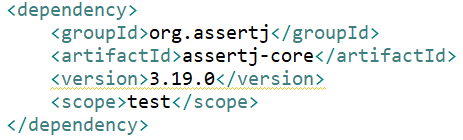 <dependency>
    <groupId>org.assertj</groupId>
    <artifactId>assertj-core</artifactId>
    <version>3.19.0</version>
    <scope>test</scope>
</dependency>